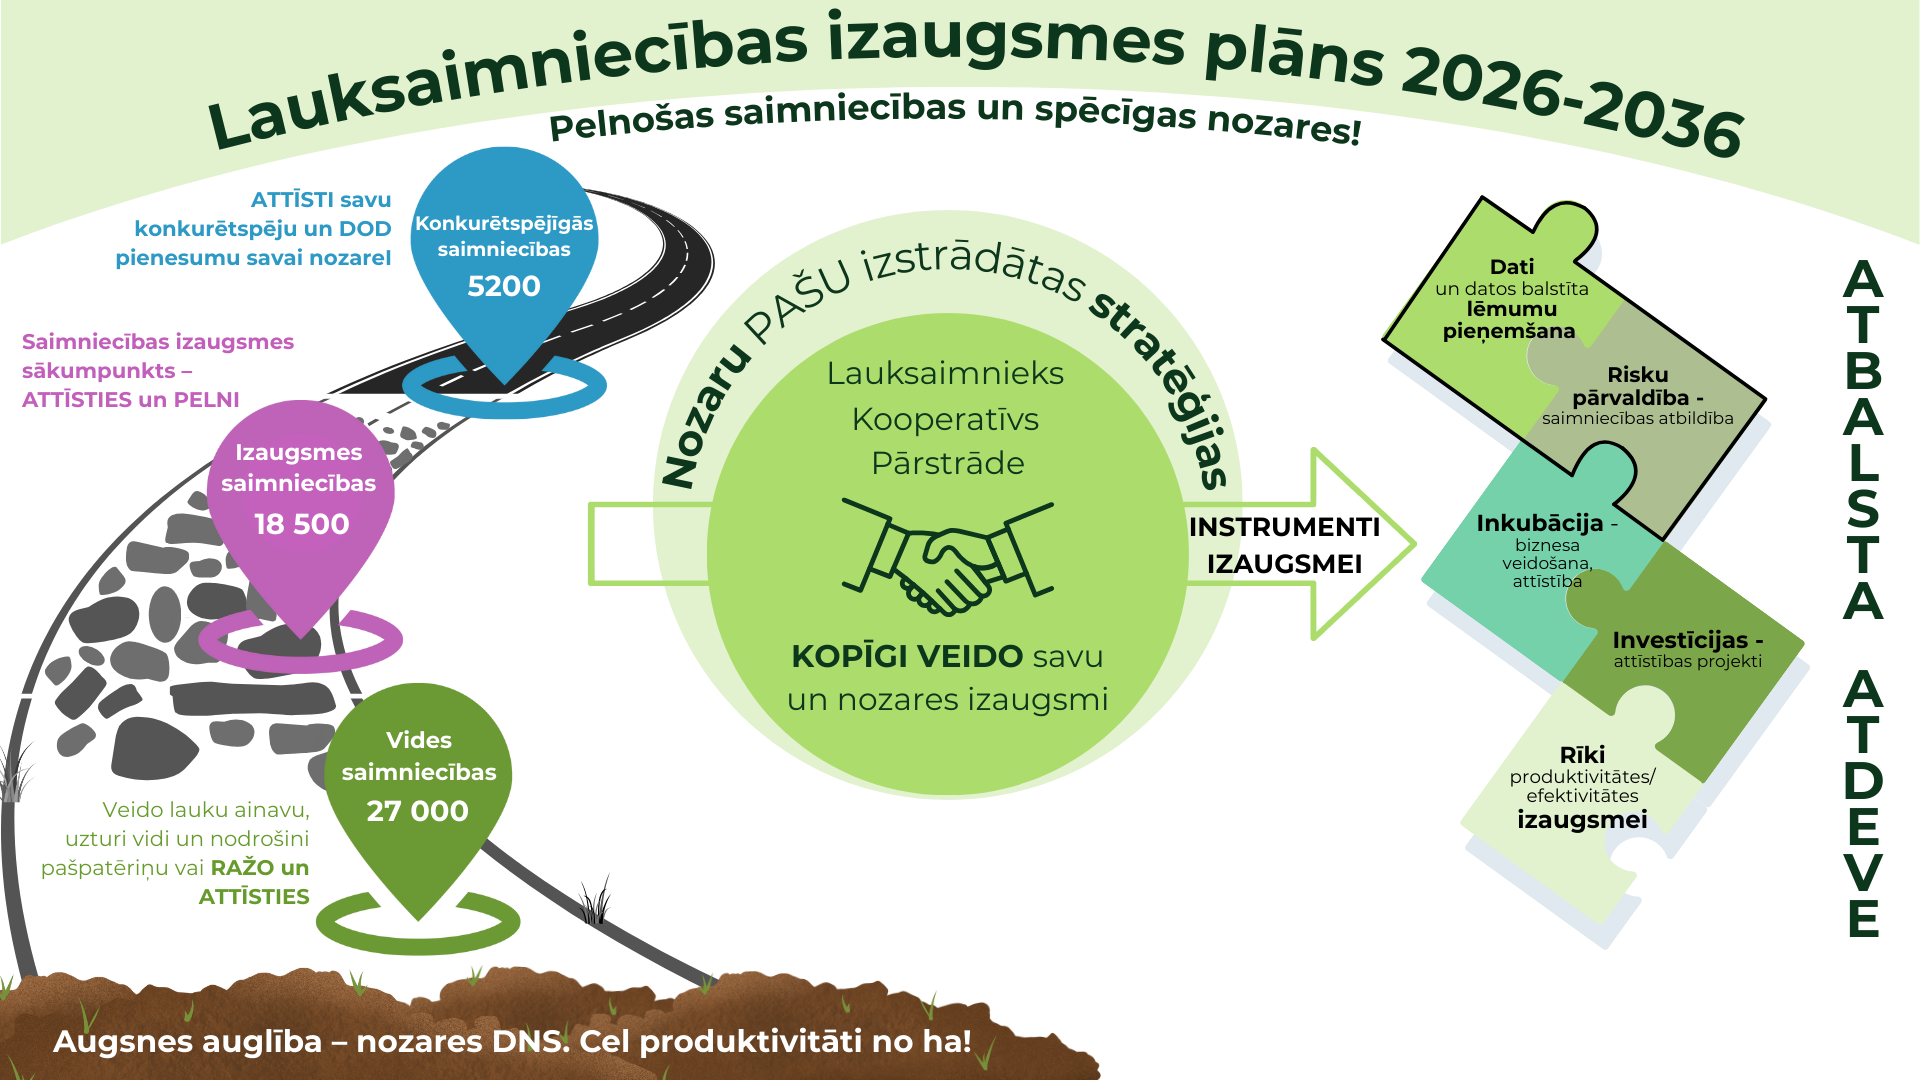 Lauksaimniecības izaugsmes plāns 2026-2036
Pelnošas saimniecības un spēcīgas nozares!
ATTĪSTI savu
konkurētspēju un DOD
pienesumu savai nozarel
Konkurētspējīgās
saimniecības
5200
Saimniecības izaugsmes
sākumpunkts –
ATTĪSTIES un PELNI
Izaugsmes
saimniecības
18 500
Vides
saimniecības
27 000
Veido lauku ainavu,
uzturi vidi un nodrošini
pašpatēriņu vai RAŽO un
ATTĪSTIES
Augsnes auglība – nozares DNS. Cel produktivitāti no ha!
Nozaru PAŠU izstrādātas stratēģijas
Lauksaimnieks
Kooperatīvs
Pārstrāde
KOPĪGI VEIDO savu
un nozares izaugsmi
INSTRUMENTI
IZAUGSMEI
Dati
un datos balstīta
lēmumu
pieņemšana
Risku
pārvaldība -
saimniecības atbildība
Inkubācija -
biznesa
veidošana,
attīstība
Investīcijas -
attīstības projekti
Rīki
produktivitātes/
efektivitātes
izaugsmei
ATBALSTA ATDEVE